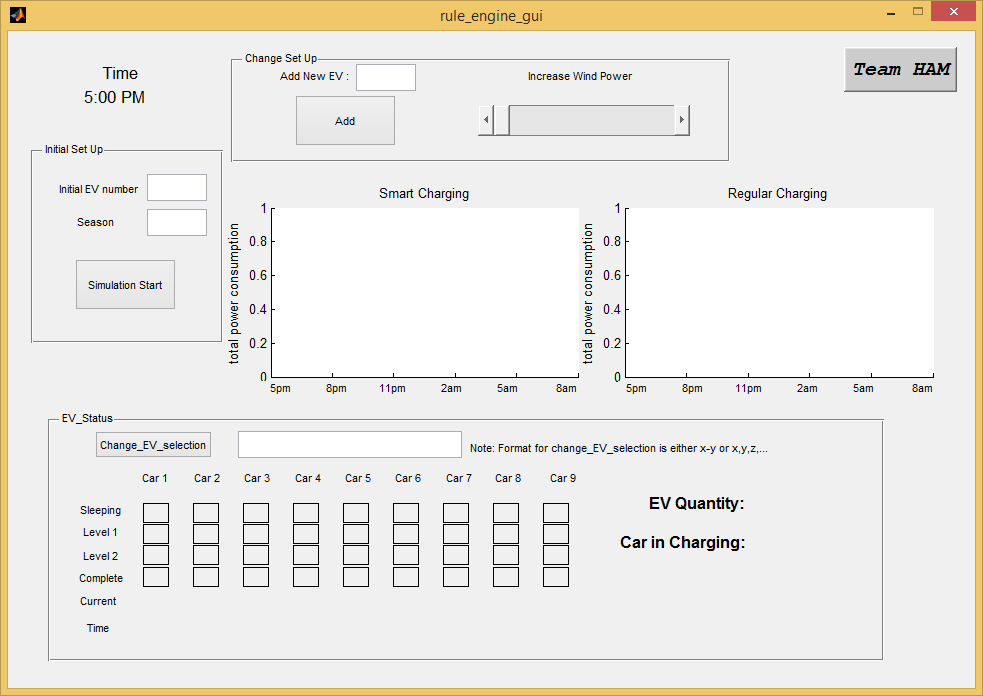 rule_engine_gui
Time
5:00 PM
Change Set Up
Add New EV :
Add
Increase Wind Power
Team HAM
Initial Set Up
Initial EV number
Season
Simulation Start
Smart Charging
total power consumption
1
0.8
0.6
0.4
0.2
0
5pm 8pm 11pm 2am 5am 8am
Regular Charging
total power consumption
1
0.8
0.6
0.4
0.2
0
5pm 8pm 11pm 2am 5am 8am
EV_Status
Change_EV_selection
Note: Format for change_EV_selection is either x-y or x,y,z,...
Car 1 Car 2 Car 3 Car 4 Car 5 Car 6 Car 7 Car 8 Car 9
Sleeping
Level 1
Level 2
Complete
Current
Time
EV Quantity:
Car in Charging: